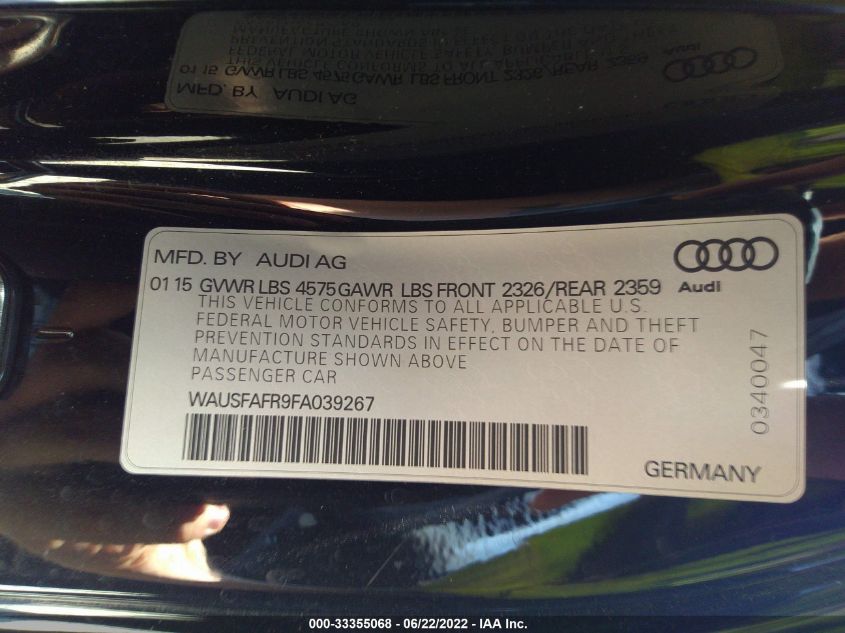 MFD. BY AUDI AG
01 15 GVWR LBS 4575 GAWR LBS FRONT 2326/REAR 2359
THIS VEHICLE CONFORMS TO ALL APPLICABLE U.S.
FEDERAL MOTOR VEHICLE SAFETY, BUMPER AND THEFT
PREVENTION STANDARDS IN EFFECT ON THE DATE OF
MANUFACTURE SHOWN ABOVE
PASSENGER CAR
WAUSFAFR9FA039267
Audi
0340047
GERMANY
000-33355068 - 06/22/2022 - IAA Inc.